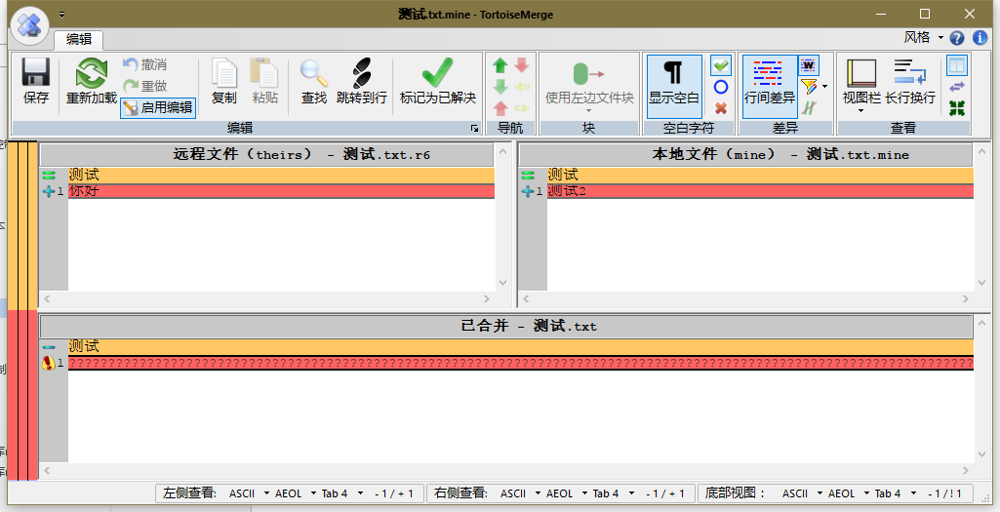 测试.txt.mine - TortoiseMerge
编辑
风格
保存
重新加载
撤消
重做
启用编辑
复制
粘贴
查找
跳转到行
标记为已解决
使用左边文件块
显示空白
行间差异
视图栏
长行换行
编辑
导航
块
空白字符
差异
查看
远程文件（theirs） - 测试.txt.r6
测试
1 你好
本地文件（mine） - 测试.txt.mine
测试
1 测试2
已合并 - 测试.txt
测试
左侧查看: ASCII AEOL Tab 4 - 1 / + 1
右侧查看: ASCII AEOL Tab 4 - 1 / + 1
底部视图： ASCII AEOL Tab 4 - 1 / ! 1